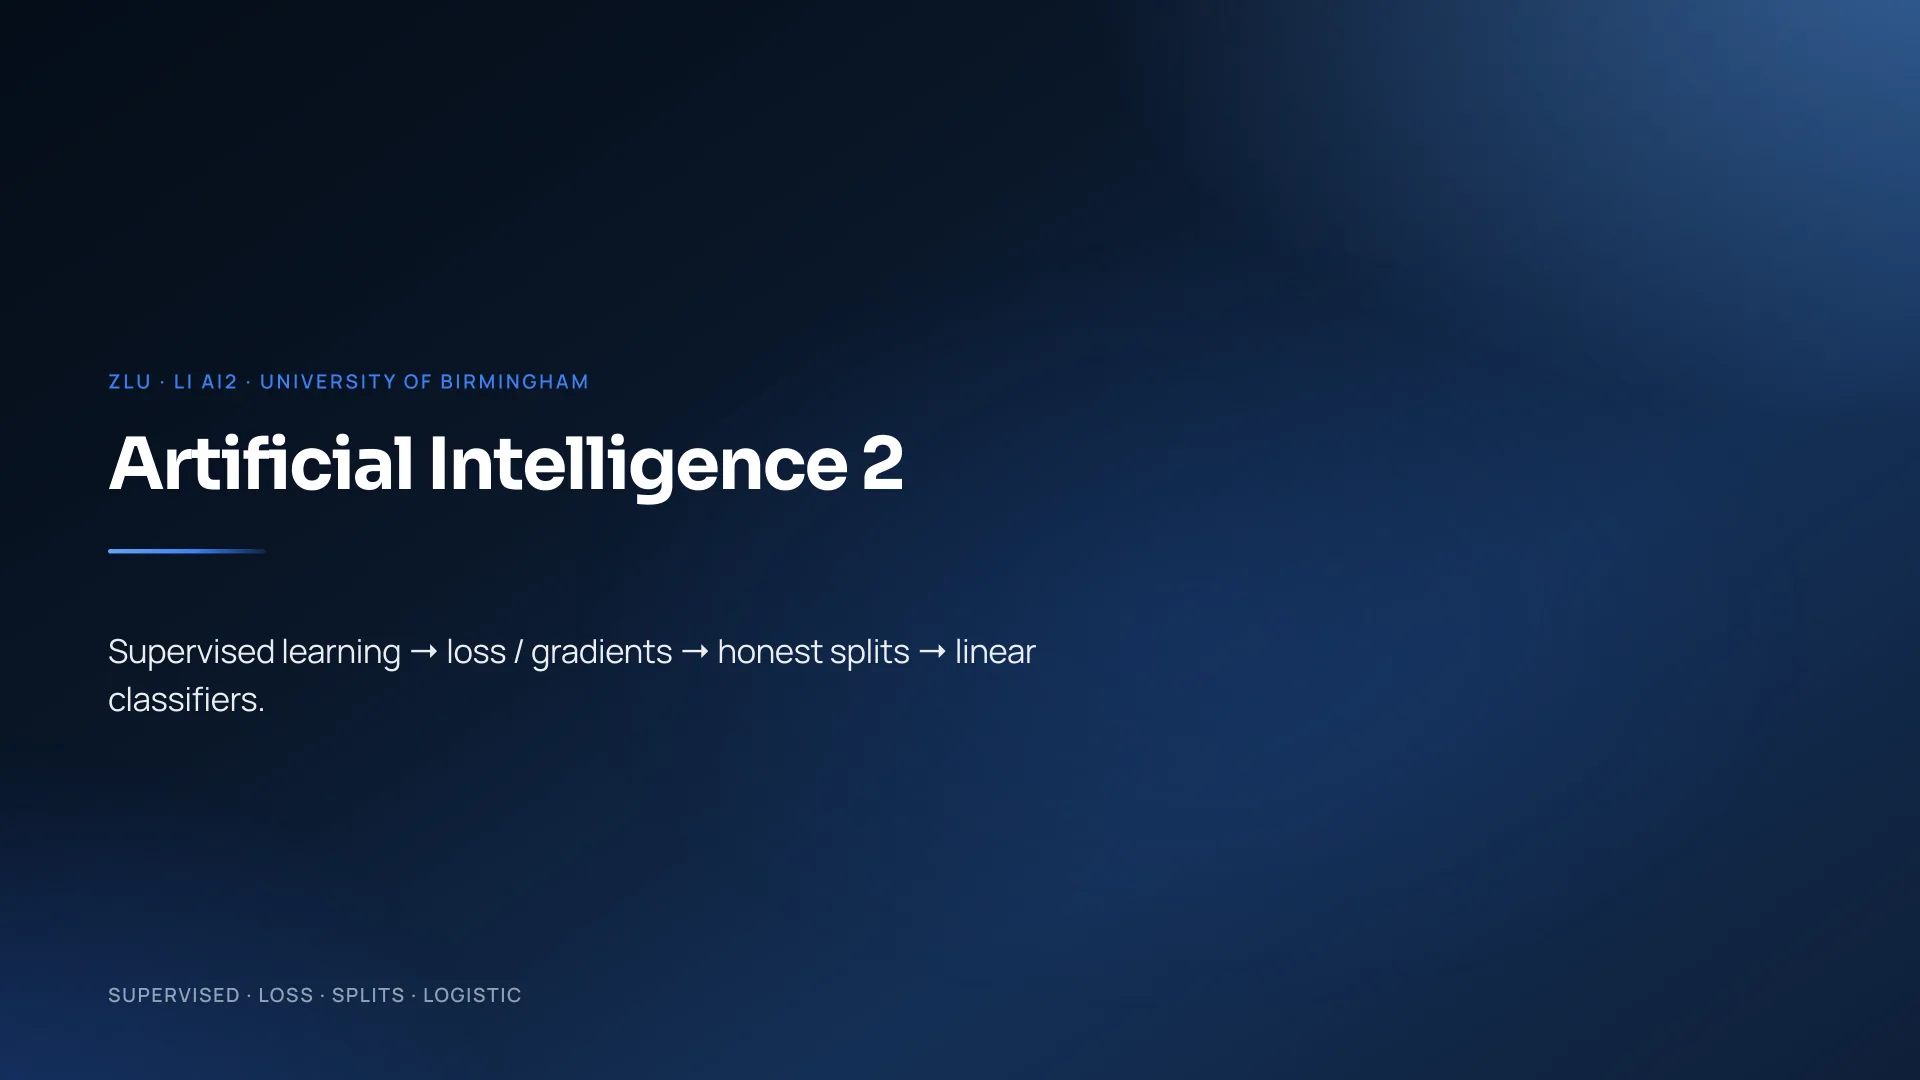 ZLU · LI AI2 · UNIVERSITY OF BIRMINGHAM
Artificial Intelligence 2
Supervised learning → loss / gradients → honest splits → linear
classifiers.
SUPERVISED · LOSS · SPLITS · LOGISTIC